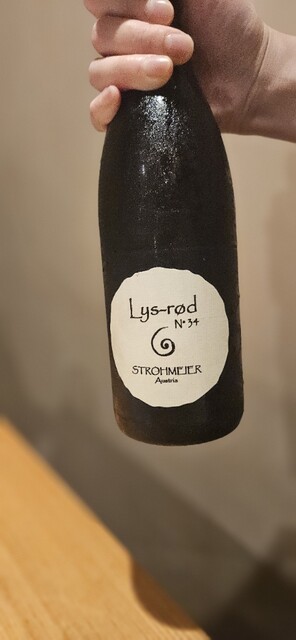 Lys-rød
N° 34
STROHMEIER
Austria